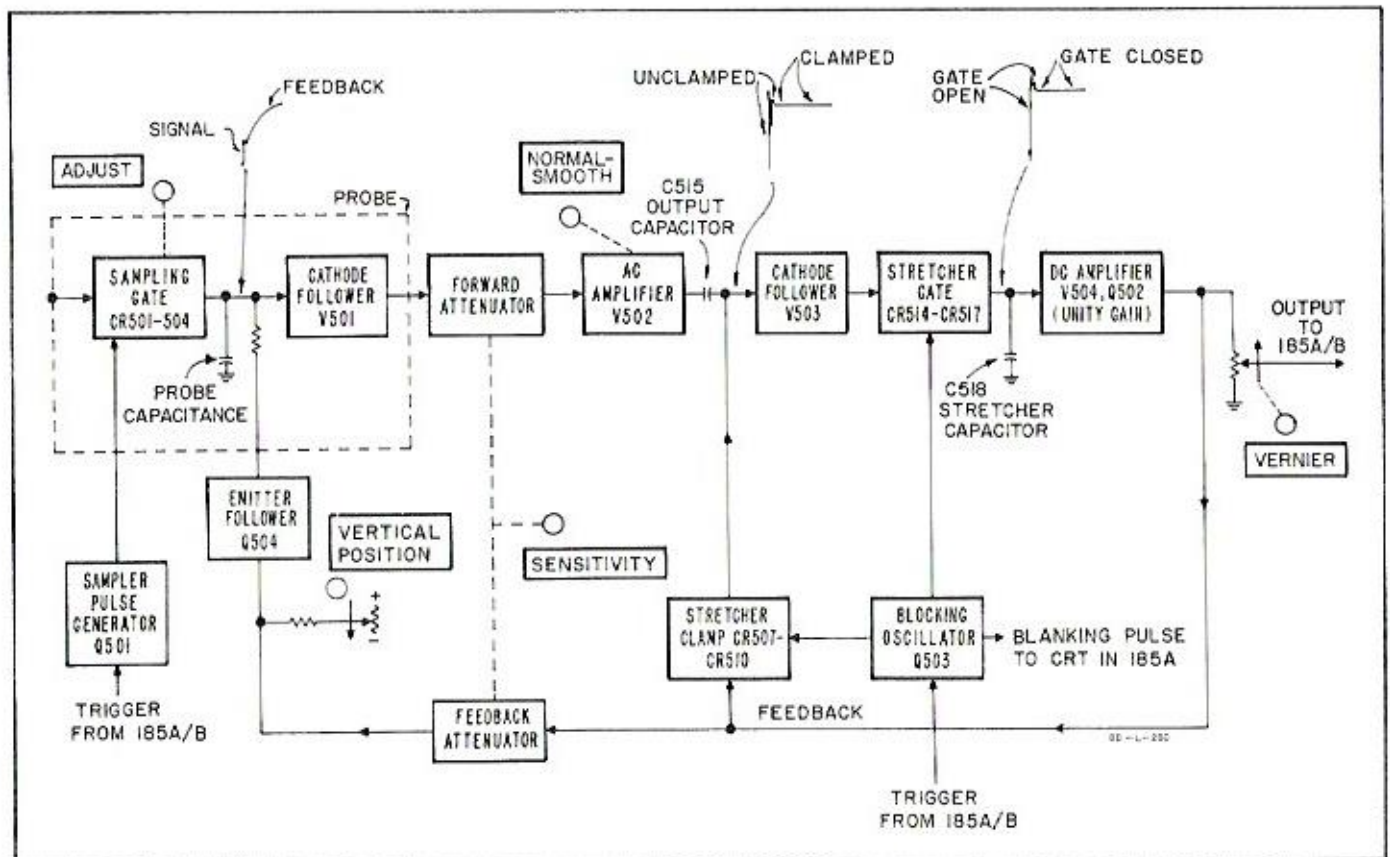 FEEDBACK
SIGNAL
ADJUST
PROBE
NORMAL-
SMOOTH
C515
OUTPUT
CAPACITOR
UNCLAMPED
CLAMPED
GATE
OPEN
GATE CLOSED
SAMPLING
GATE
CR501-504
CATHODE
FOLLOWER
V501
FORWARD
ATTENUATOR
AC
AMPLIFIER
V502
CATHODE
FOLLOWER
V503
STRETCHER
GATE
CR514-CR517
DC AMPLIFIER
V504, Q502
(UNITY GAIN)
OUTPUT
TO
185A/B
PROBE
CAPACITANCE
C518
STRETCHER
CAPACITOR
VERNIER
EMITTER
FOLLOWER
Q504
VERTICAL
POSITION
+
-
SENSITIVITY
SAMPLER
PULSE
GENERATOR
Q501
STRETCHER
CLAMP CR507-
CR510
BLOCKING
OSCILLATOR
Q503
BLANKING PULSE
TO CRT IN 185A
TRIGGER
FROM 185A/B
FEEDBACK
ATTENUATOR
FEEDBACK
TRIGGER
FROM 185A/B